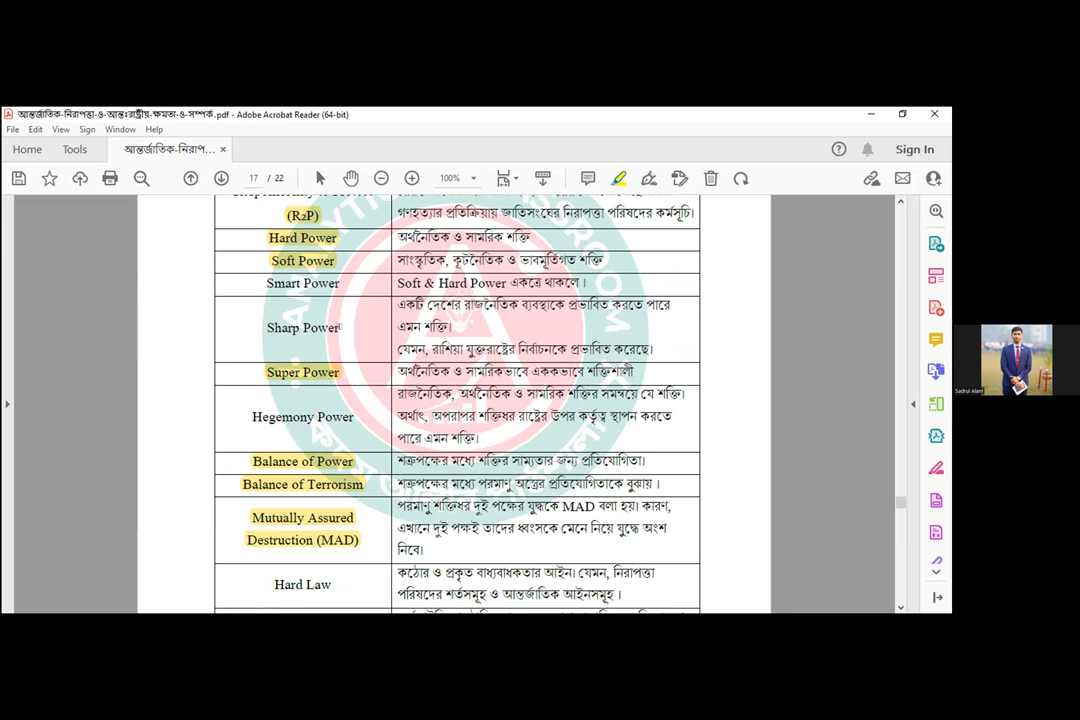 আন্তর্জাতিক-নিরাপত্তা-ও-আন্তঃরাষ্ট্রীয়-ক্ষমতা-ও-সম্পর্ক.pdf - Adobe Acrobat Reader (64-bit)
File Edit View Sign Window Help
Home Tools আন্তর্জাতিক-নিরাপ... × Sign In
17 / 22 100%
(R2P) গণহত্যার প্রতিক্রিয়ায় জাতিসংঘের নিরাপত্তা পরিষদের কর্মসূচি।
Hard Power অর্থনৈতিক ও সামরিক শক্তি
Soft Power সাংস্কৃতিক, কূটনৈতিক ও ভাবমূর্তিগত শক্তি
Smart Power Soft & Hard Power একত্রে থাকলে।
একটি দেশের রাজনৈতিক ব্যবস্থাকে প্রভাবিত করতে পারে
Sharp Power এমন শক্তি।
যেমন, রাশিয়া যুক্তরাষ্ট্রের নির্বাচনকে প্রভাবিত করেছে।
Super Power অর্থনৈতিক ও সামরিকভাবে এককভাবে শক্তিশালী
রাজনৈতিক, অর্থনৈতিক ও সামরিক শক্তির সমন্বয়ে যে শক্তি।
Hegemony Power অর্থাৎ, অপরাপর শক্তিধর রাষ্ট্রের উপর কর্তৃত্ব স্থাপন করতে
পারে এমন শক্তি।
Balance of Power শত্রুপক্ষের মধ্যে শক্তির সাম্যতার জন্য প্রতিযোগিতা।
Balance of Terrorism শত্রুপক্ষের মধ্যে পরমাণু অস্ত্রের প্রতিযোগিতাকে বুঝায়।
Mutually Assured পরমাণু শক্তিধর দুই পক্ষের যুদ্ধকে MAD বলা হয়। কারণ,
Destruction (MAD) এখানে দুই পক্ষই তাদের ধ্বংসকে মেনে নিয়ে যুদ্ধে অংশ
নিবে।
কঠোর ও প্রকৃত বাধ্যবাধকতার আইন। যেমন, নিরাপত্তা
Hard Law পরিষদের শর্তসমূহ ও আন্তর্জাতিক আইনসমূহ।
Sadrul Alam